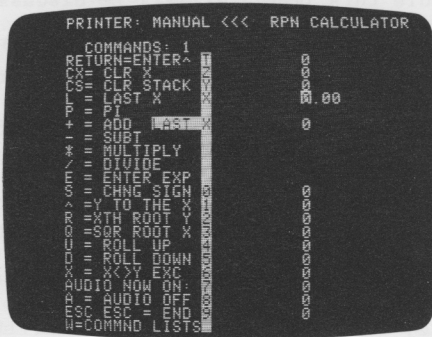 PRINTER: MANUAL <<< RPN CALCULATOR
COMMANDS: 1
RETURN=ENTER^ T 0
CX= CLR X Z 0
CS= CLR STACK Y 0
L = LAST X X 0.00
P = PI
+ = ADD LAST X 0
- = SUBT
* = MULTIPLY
/ = DIVIDE
E = ENTER EXP
S = CHNG SIGN 0 0
^ =Y TO THE X 1 0
R =XTH ROOT Y 2 0
Q =SQR ROOT X 3 0
U = ROLL UP 4 0
D = ROLL DOWN 5 0
X = X<>Y EXC 6 0
AUDIO NOW ON: 7 0
A = AUDIO OFF 8 0
ESC ESC = END 9 0
W=COMMND LISTS